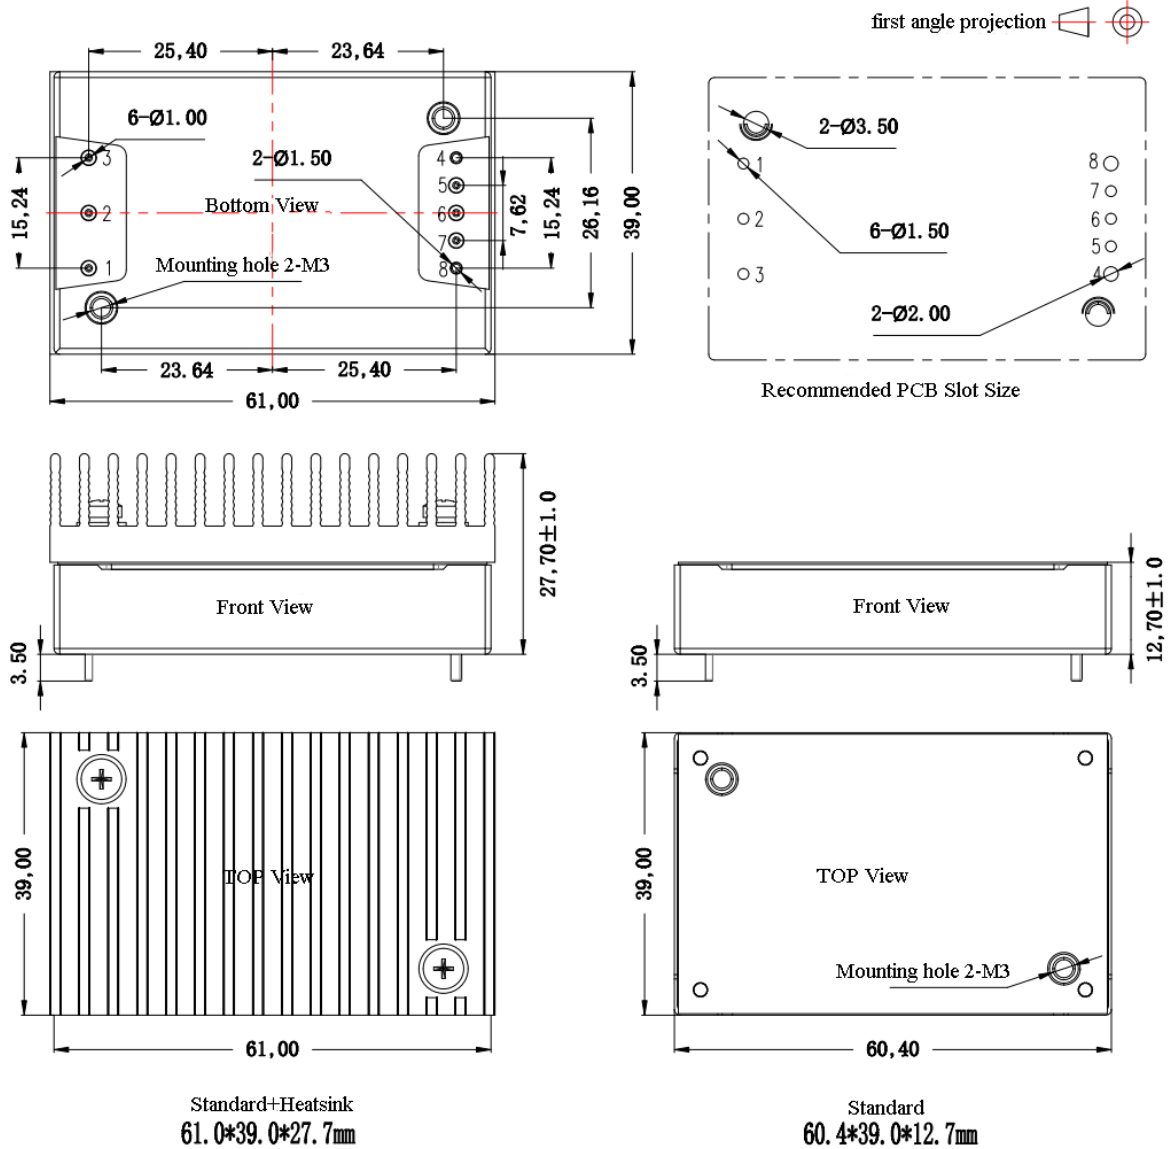 first angle projection
25,40
23,64
6-Ø1.00
2-Ø3.50
3
4
2-Ø1.50
1
8
5
7
15,24
Bottom View
2
6
7,62
15,24
26,16
39,00
2
6
7
6-Ø1.50
5
1
Mounting hole 2-M3
8
3
4
2-Ø2.00
23.64
25,40
61,00
Recommended PCB Slot Size
27,70±1.0
12,70±1.0
Front View
Front View
3.50
3.50
39,00
TOP View
39,00
TOP View
Mounting hole 2-M3
61,00
60,40
Standard+Heatsink
61.0*39.0*27.7mm
Standard
60.4*39.0*12.7mm